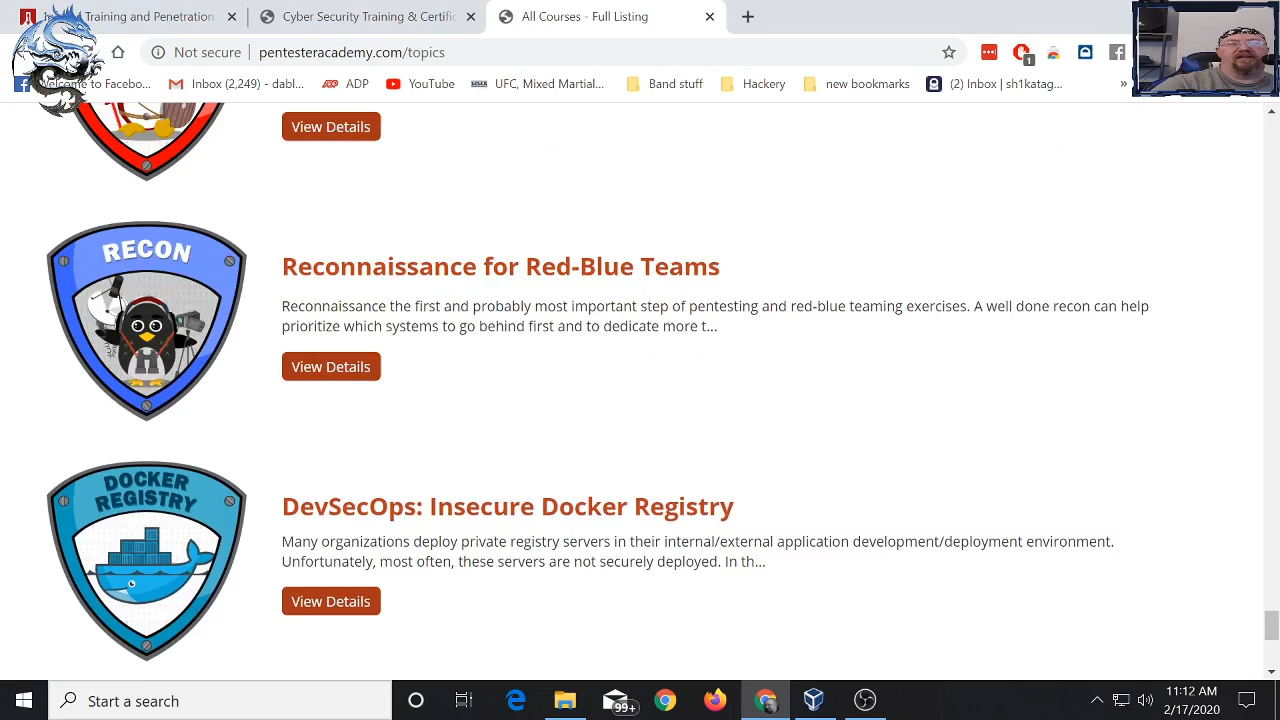 Training and Penetration
Cyber Security Training & Cert
Full Listing
Not secure
pentesteracademy.com/topics
1
Inbox (2,249) - dabl...
ADP
UFC, Mixed Martial...
Band stuff
Hackery
new bookmarks
(2) Inbox | sh1katag...
»
View Details
RECON
Reconnaissance for Red-Blue Teams
Reconnaissance the first and probably most important step of pentesting and red-blue teaming exercises. A well done recon can help
prioritize which systems to go behind first and to dedicate more t...
View Details
DOCKER
REGISTRY
DevSecOps: Insecure Docker Registry
Many organizations deploy private registry servers in their internal/external application development/deployment environment.
Unfortunately, most often, these servers are not securely deployed. In th...
View Details
Search
Start a search
99+
11:12 AM
2/17/2020